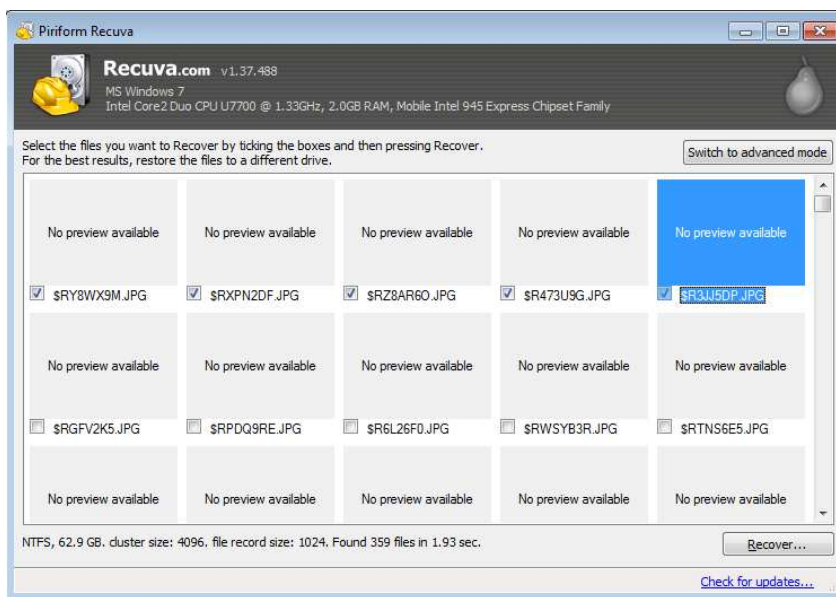 Piriform Recuva
Recuva.com v1.37.488
MS Windows 7
Intel Core2 Duo CPU U7700 @ 1.33GHz, 2.0GB RAM, Mobile Intel 945 Express Chipset Family
Select the files you want to Recover by ticking the boxes and then pressing Recover.
For the best results, restore the files to a different drive.
Switch to advanced mode
No preview available No preview available No preview available No preview available No preview available
$RY8WX9M.JPG $RXPN2DF.JPG $RZ8AR6O.JPG $R473U9G.JPG $R3JJ5DP.JPG
No preview available No preview available No preview available No preview available No preview available
$RGFV2K5.JPG $RPDQ9RE.JPG $R6L26F0.JPG $RWSYB3R.JPG $RTNS6E5.JPG
No preview available No preview available No preview available No preview available No preview available
NTFS, 62.9 GB. cluster size: 4096. file record size: 1024. Found 359 files in 1.93 sec.
Recover...
Check for updates...